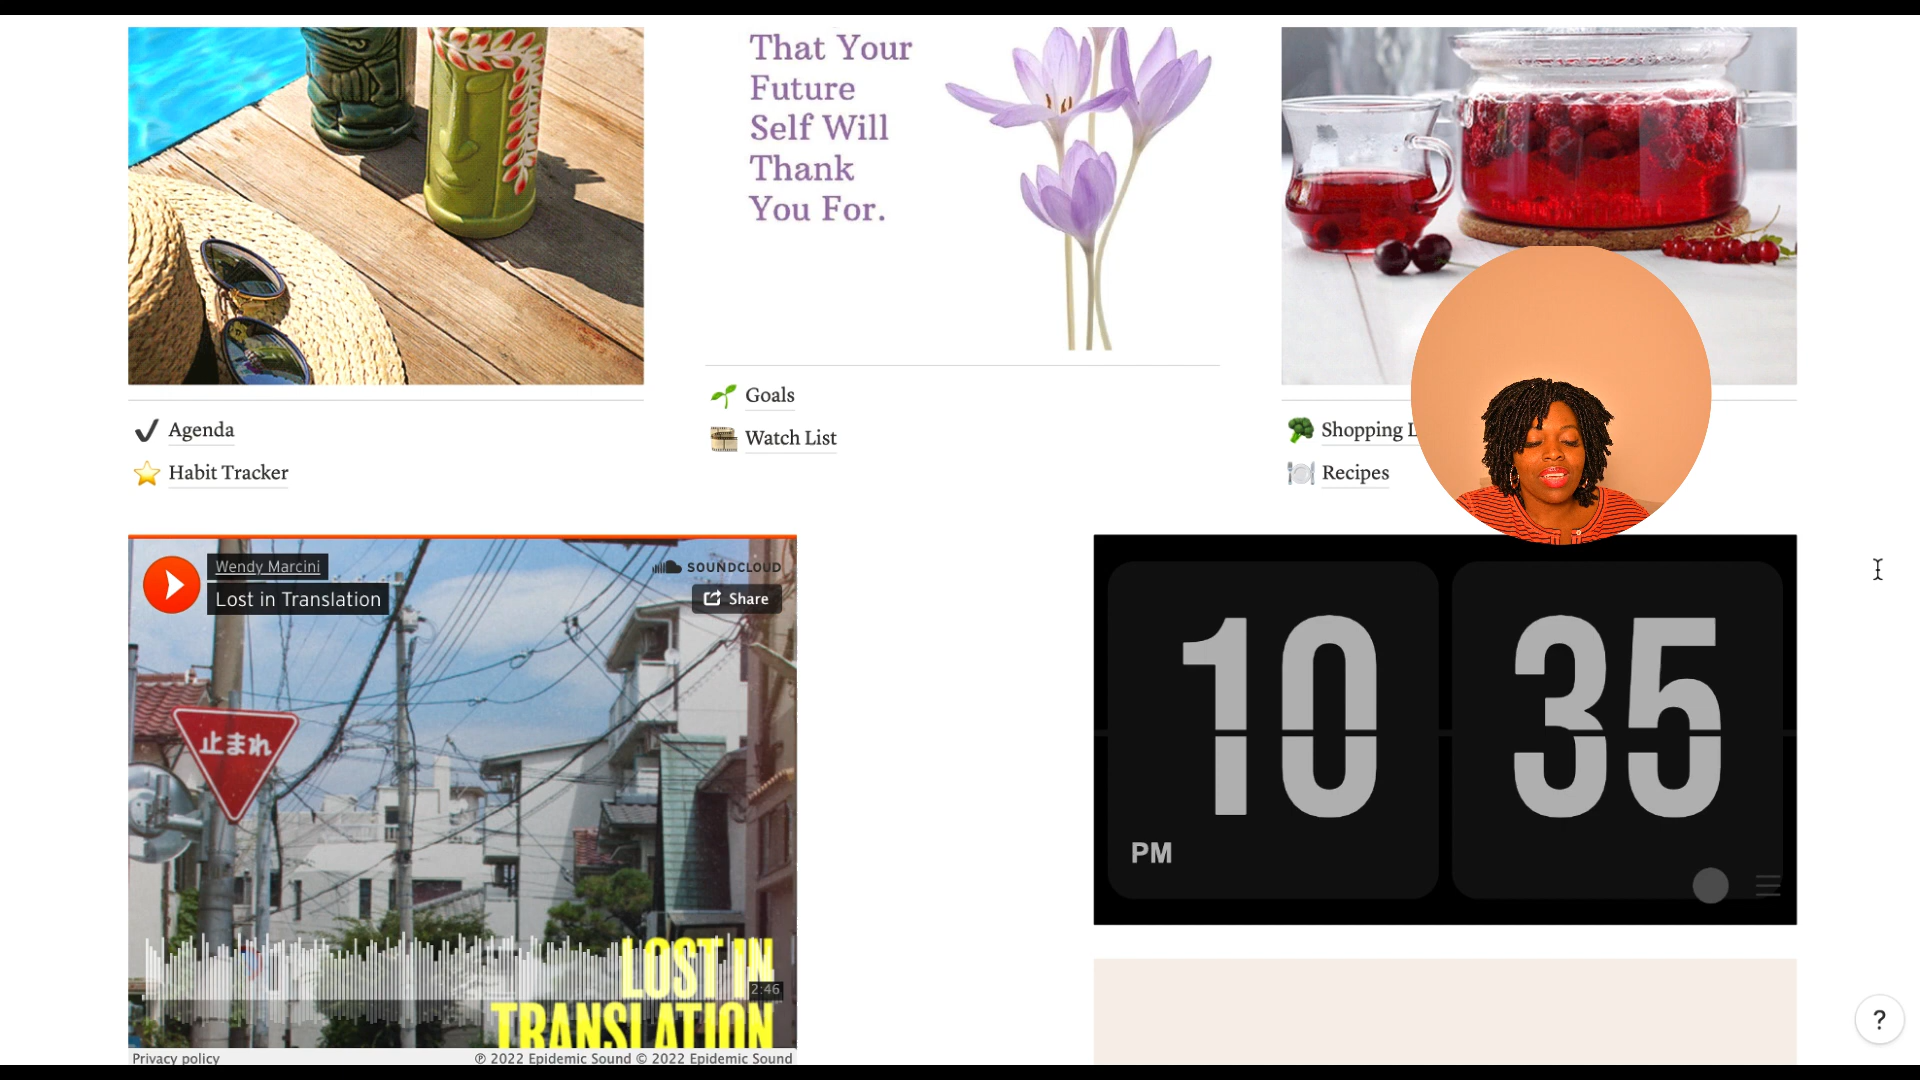 That Your
Future
Self Will
Thank
You For.
Agenda
Habit Tracker
Goals
Watch List
Shopping
Recipes
Wendy Marcini
Lost in Translation
SOUNDCLOUD
Share
止まれ
LOST IN
TRANSLATION
2:46
Privacy policy
℗ 2022 Epidemic Sound © 2022 Epidemic Sound
10 35
PM
?